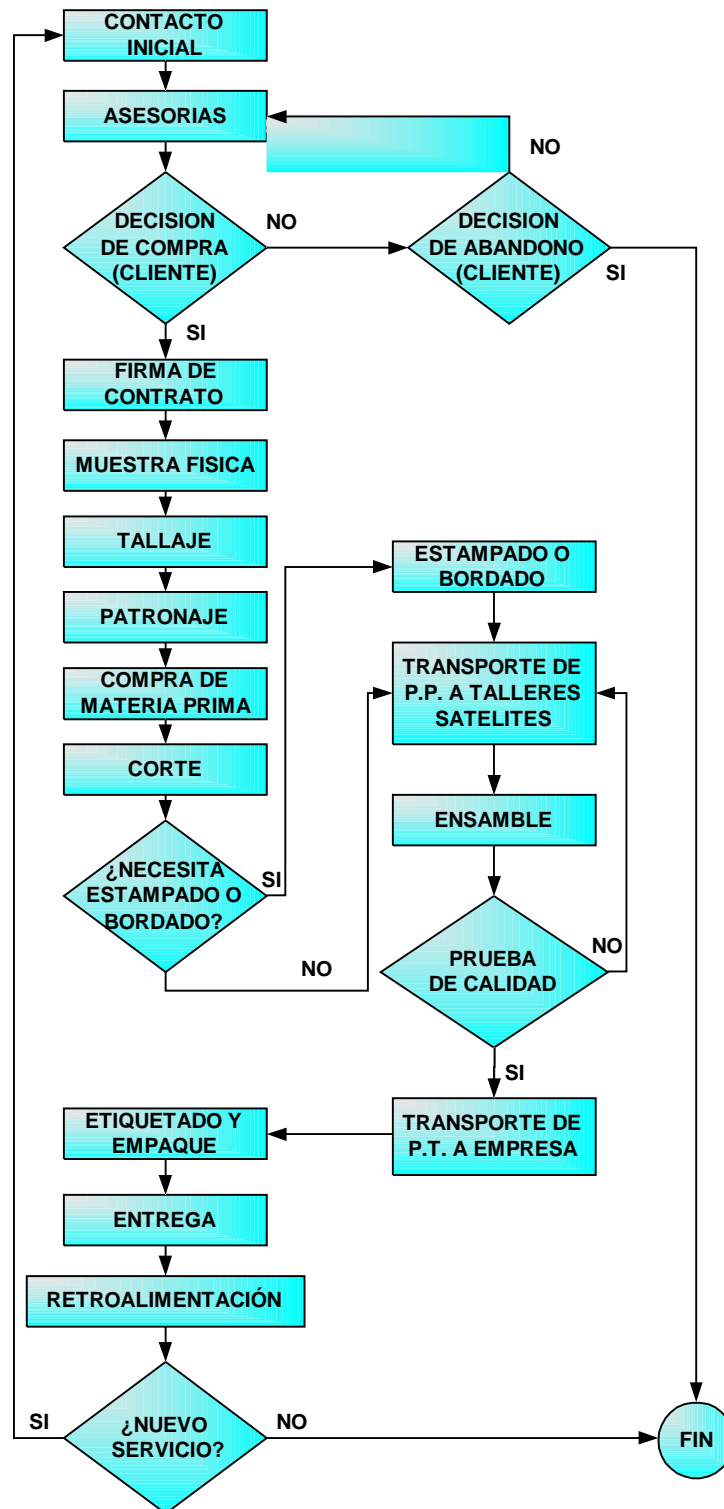 CONTACTO
INICIAL
ASESORIAS
NO
DECISION
DE COMPRA
(CLIENTE)
NO
DECISION
DE ABANDONO
(CLIENTE)
SI
SI
FIRMA DE
CONTRATO
MUESTRA FISICA
TALLAJE
PATRONAJE
COMPRA DE
MATERIA PRIMA
CORTE
¿NECESITA
ESTAMPADO O
BORDADO?
SI
NO
ESTAMPADO O
BORDADO
TRANSPORTE DE
P.P. A TALLERES
SATELITES
ENSAMBLE
PRUEBA
DE CALIDAD
NO
SI
TRANSPORTE DE
P.T. A EMPRESA
ETIQUETADO Y
EMPAQUE
ENTREGA
RETROALIMENTACIÓN
SI
¿NUEVO
SERVICIO?
NO
FIN